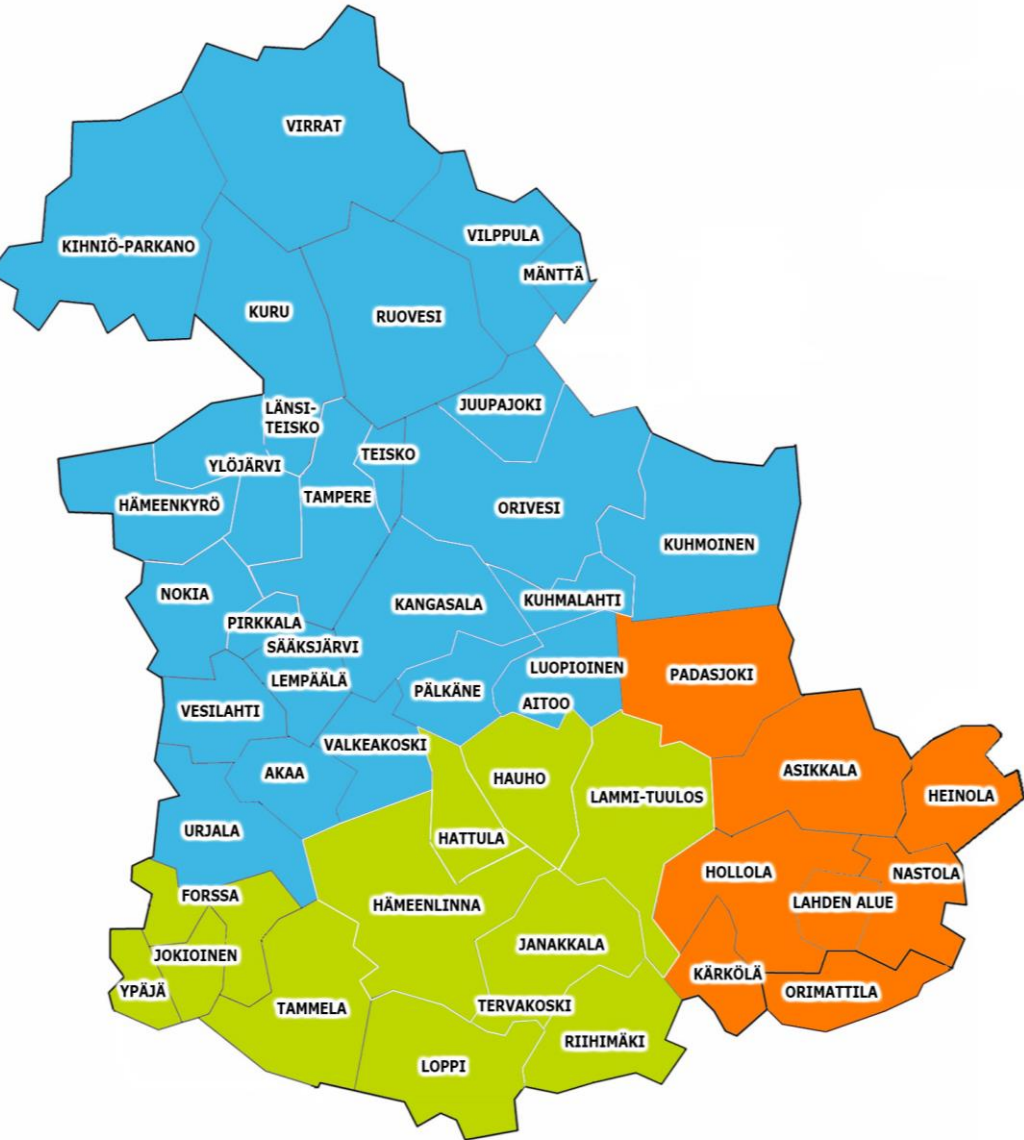 VIRRAT
VILPPULA
KIHNIÖ-PARKANO
MÄNTTÄ
KURU
RUOVESI
JUUPAJOKI
LÄNSI-
TEISKO
TEISKO
YLÖJÄRVI
TAMPERE
HÄMEENKYRÖ
ORIVESI
KUHMOINEN
NOKIA
KUHMALAHTI
KANGASALA
PIRKKALA
SÄÄKSJÄRVI
LUOPIOINEN
PADASJOKI
LEMPÄÄLÄ
PÄLKÄNE
AITOO
VESILAHTI
VALKEAKOSKI
ASIKKALA
AKAA
HAUHO
HEINOLA
LAMMI-TUULOS
URJALA
HATTULA
HOLLOLA
NASTOLA
FORSSA
LAHDEN ALUE
HÄMEENLINNA
JANAKKALA
JOKIOINEN
KÄRKÖLÄ
YPÄJÄ
ORIMATTILA
TERVAKOSKI
TAMMELA
RIIHIMÄKI
LOPPI